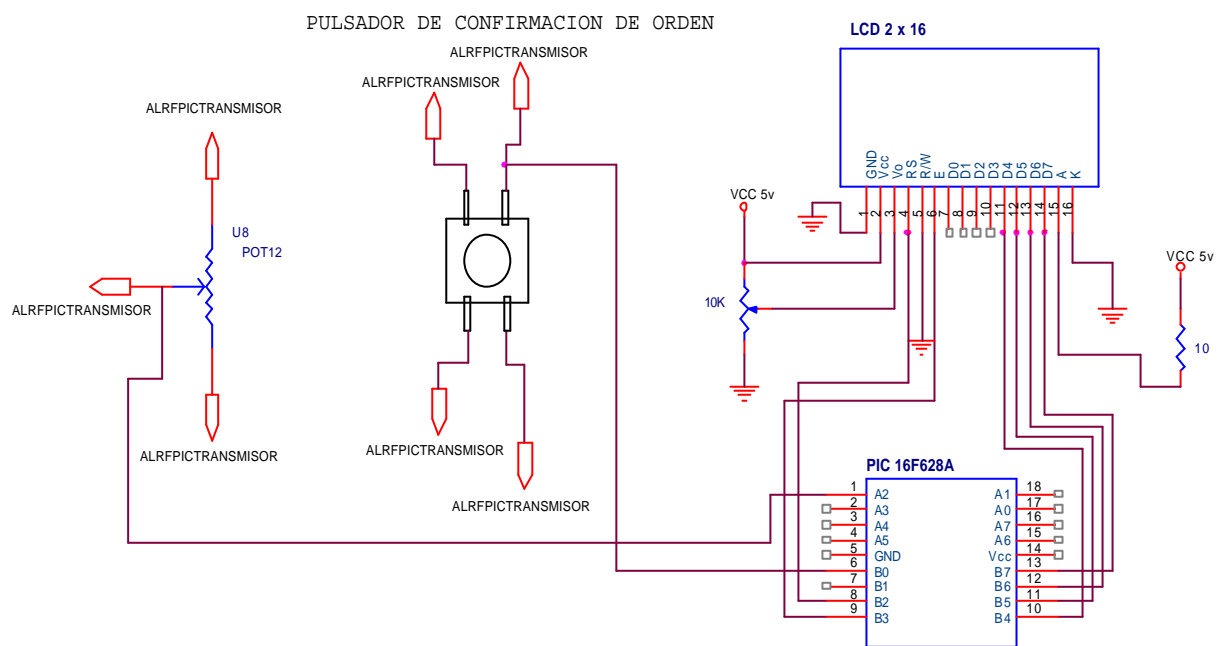 PULSADOR DE CONFIRMACION DE ORDEN
ALRFPICTRANSMISOR
ALRFPICTRANSMISOR
ALRFPICTRANSMISOR
U8
POT12
ALRFPICTRANSMISOR
ALRFPICTRANSMISOR
ALRFPICTRANSMISOR
ALRFPICTRANSMISOR
LCD 2 x 16
GND
Vcc
Vo
RS
R/W
E
D0
D1
D2
D3
D4
D5
D6
D7
A
K
1
2
3
4
5
6
7
8
9
10
11
12
13
14
15
16
VCC 5v
10K
VCC 5v
10
PIC 16F628A
1 A2
2 A3
3 A4
4 A5
5 GND
6 B0
7 B1
8 B2
9 B3
A1 18
A0 17
A7 16
A6 15
Vcc 14
B7 13
B6 12
B5 11
B4 10